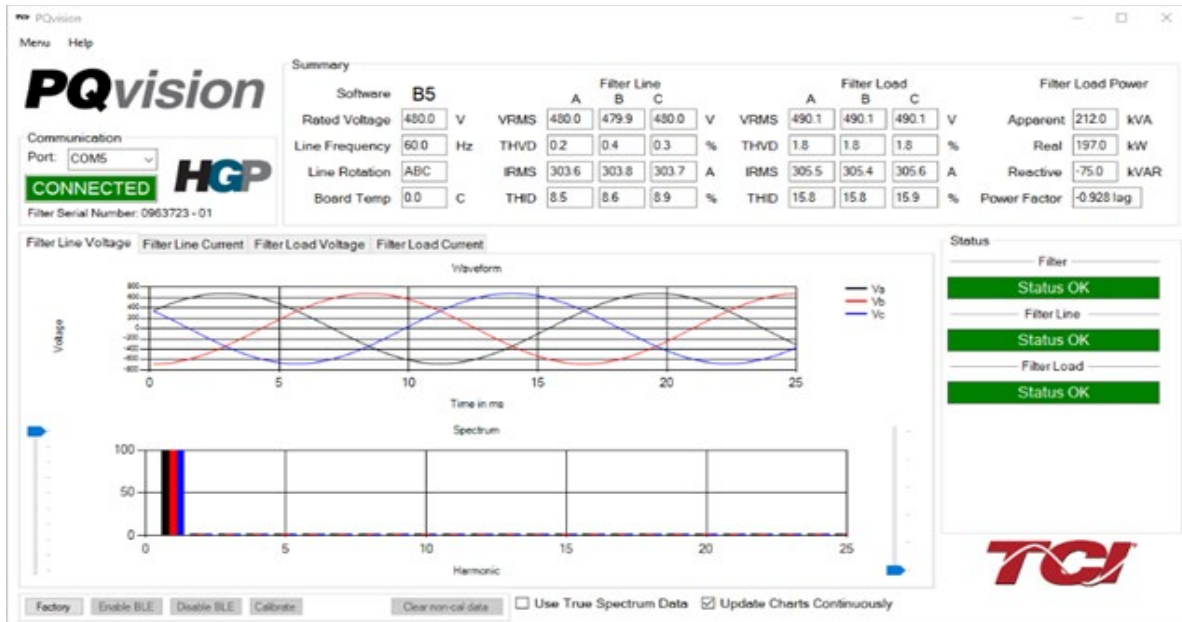 PQvision
Menu Help
PQvision
Communication
Port: COM5
CONNECTED
HGP
Filter Serial Number: 0963723 - 01
Summary
Software B5
Rated Voltage 480.0 V
Line Frequency 60.0 Hz
Line Rotation ABC
Board Temp 0.0 C
Filter Line
A B C
VRMS 480.0 479.9 480.0 V
THVD 0.2 0.4 0.3 %
IRMS 303.6 303.8 303.7 A
THID 8.5 8.6 8.9 %
Filter Load
A B C
VRMS 490.1 490.1 490.1 V
THVD 1.8 1.8 1.8 %
IRMS 305.5 305.4 305.6 A
THID 15.8 15.8 15.9 %
Filter Load Power
Apparent 212.0 kVA
Real 197.0 kW
Reactive -75.0 kVAR
Power Factor -0.928 lag
Filter Line Voltage Filter Line Current Filter Load Voltage Filter Load Current
Waveform
Voltage
800
600
400
200
0
-200
-400
-600
-800
0 5 10 15 20 25
Time in ms
Va
Vb
Vc
Spectrum
100
50
0
0 5 10 15 20 25
Harmonic
Status
Filter
Status OK
Filter Line
Status OK
Filter Load
Status OK
TCI
Factory Enable BLE Disable BLE Calibrate Clear non-cal data Use True Spectrum Data Update Charts Continuously